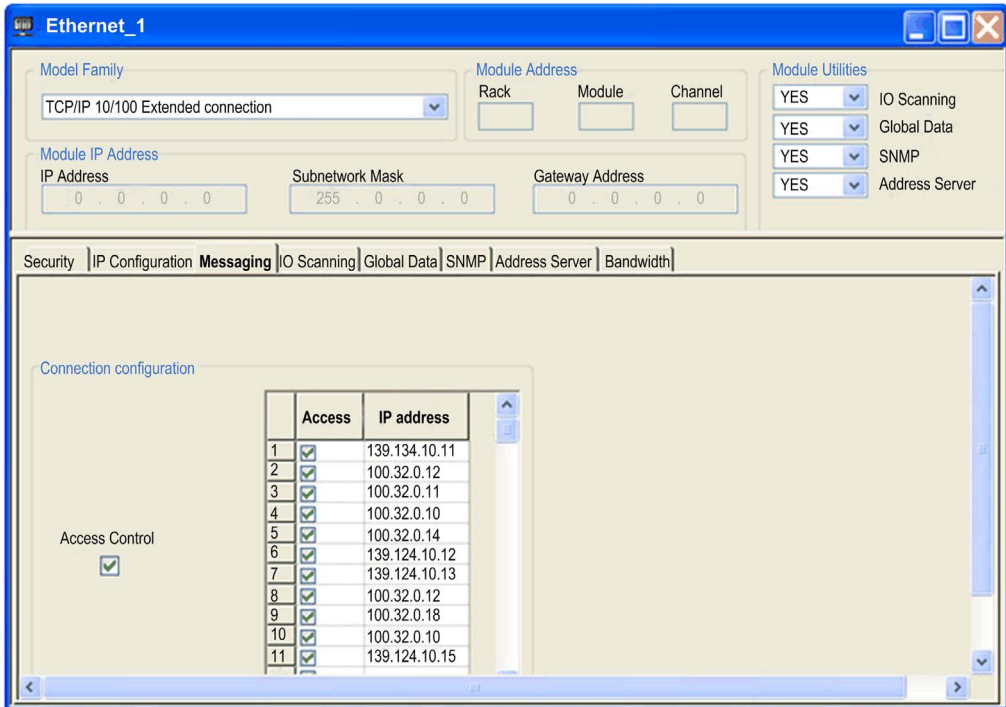 Ethernet_1
Model Family
TCP/IP 10/100 Extended connection
Module Address
Rack Module Channel
Module Utilities
YES IO Scanning
YES Global Data
YES SNMP
YES Address Server
Module IP Address
IP Address Subnetwork Mask Gateway Address
0 . 0 . 0 . 0 255 . 0 . 0 . 0 0 . 0 . 0 . 0
Security IP Configuration Messaging IO Scanning Global Data SNMP Address Server Bandwidth
Connection configuration
Access IP address
1 139.134.10.11
2 100.32.0.12
3 100.32.0.11
4 100.32.0.10
5 100.32.0.14
6 139.124.10.12
7 139.124.10.13
8 100.32.0.12
9 100.32.0.18
10 100.32.0.10
11 139.124.10.15
Access Control